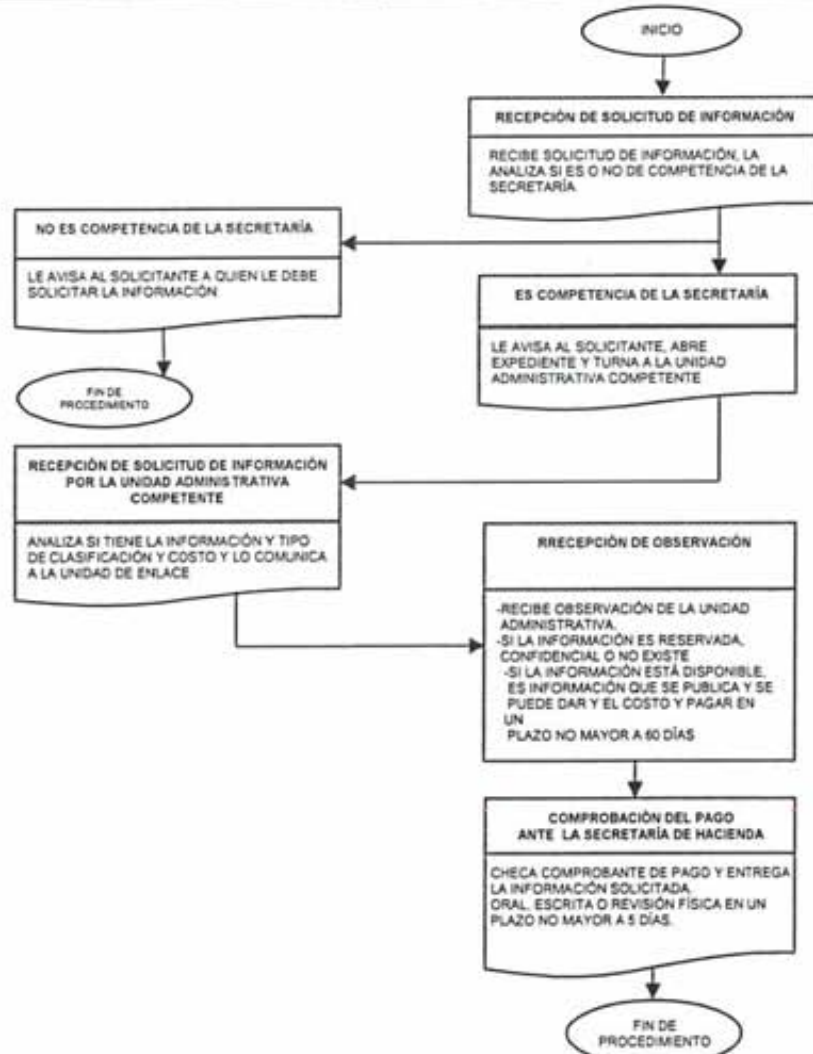 INICIO
RECEPCIÓN DE SOLICITUD DE INFORMACIÓN
RECIBE SOLICITUD DE INFORMACIÓN, LA
ANALIZA SI ES O NO DE COMPETENCIA DE LA
SECRETARÍA
NO ES COMPETENCIA DE LA SECRETARÍA
LE AVISA AL SOLICITANTE A QUIEN LE DEBE
SOLICITAR LA INFORMACIÓN
FIN DE
PROCEDIMIENTO
ES COMPETENCIA DE LA SECRETARÍA
LE AVISA AL SOLICITANTE, ABRE
EXPEDIENTE Y TURNA A LA UNIDAD
ADMINISTRATIVA COMPETENTE
RECEPCIÓN DE SOLICITUD DE INFORMACIÓN
POR LA UNIDAD ADMINISTRATIVA
COMPETENTE
ANALIZA SI TIENE LA INFORMACIÓN Y TIPO
DE CLASIFICACIÓN Y COSTO Y LO COMUNICA
A LA UNIDAD DE ENLACE
RRECEPCIÓN DE OBSERVACIÓN
-RECIBE OBSERVACIÓN DE LA UNIDAD
ADMINISTRATIVA.
-SI LA INFORMACIÓN ES RESERVADA,
CONFIDENCIAL O NO EXISTE
-SI LA INFORMACIÓN ESTÁ DISPONIBLE,
ES INFORMACIÓN QUE SE PUBLICA Y SE
PUEDE DAR Y EL COSTO Y PAGAR EN
UN
PLAZO NO MAYOR A 60 DÍAS
COMPROBACIÓN DEL PAGO
ANTE LA SECRETARÍA DE HACIENDA
CHECA COMPROBANTE DE PAGO Y ENTREGA
LA INFORMACIÓN SOLICITADA.
ORAL, ESCRITA O REVISIÓN FÍSICA EN UN
PLAZO NO MAYOR A 5 DÍAS.
FIN DE
PROCEDIMIENTO